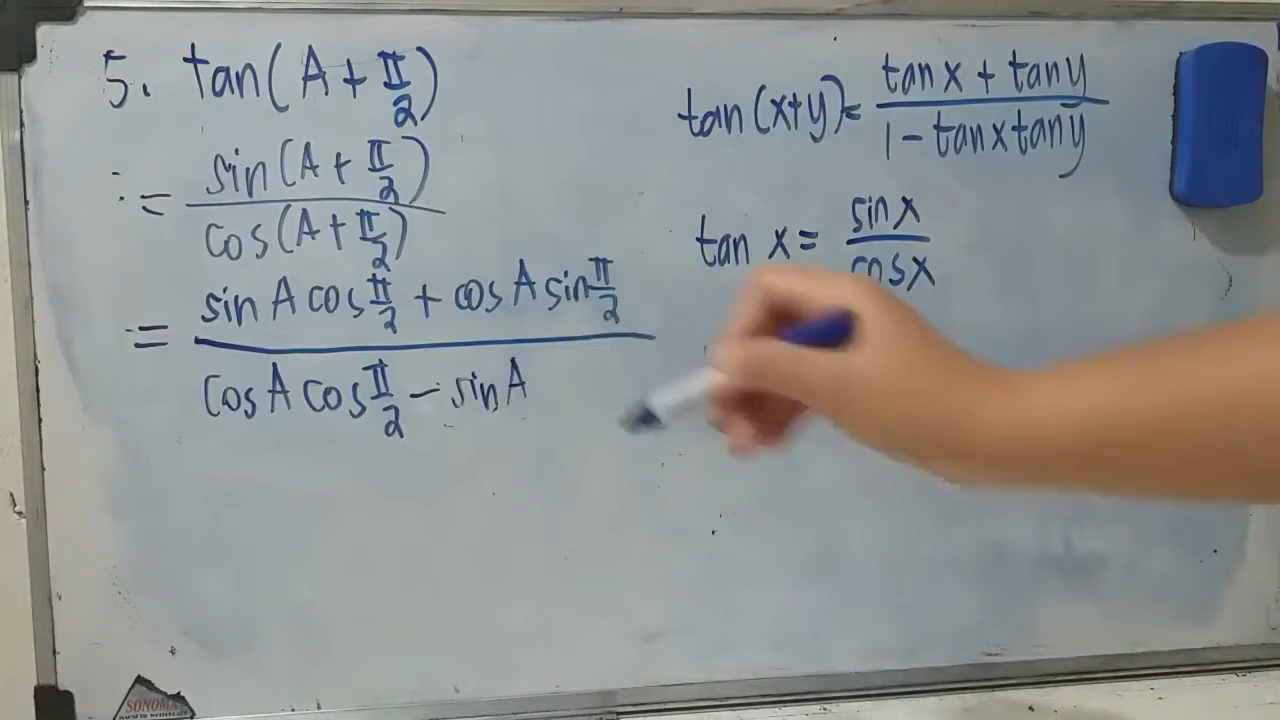 5. tan(A + π/2)
= sin(A + π/2) / cos(A + π/2)
= sin A cos π/2 + cos A sin π/2 / cos A cos π/2 - sin A
tan(x+y) = tan x + tan y / 1 - tan x tan y
tan x = sin x / cos x
SONOMA